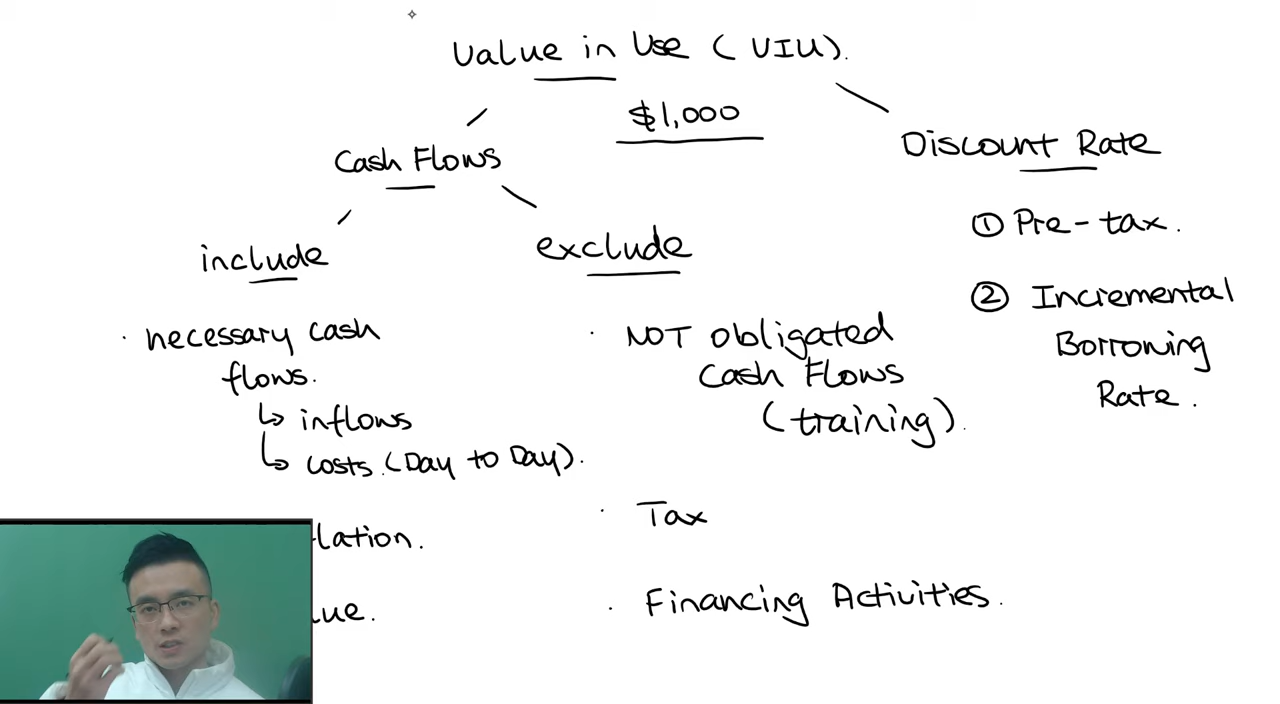 Value in Use (VIU).
$1,000
Cash Flows
Discount Rate
include
exclude
① Pre-tax.
② Incremental
Borrowing
Rate.
· necessary cash
flows.
↳ inflows
↳ costs. (Day to Day).
· NOT obligated
Cash Flows
(training).
lation.
· Tax
lue.
· Financing Activities.